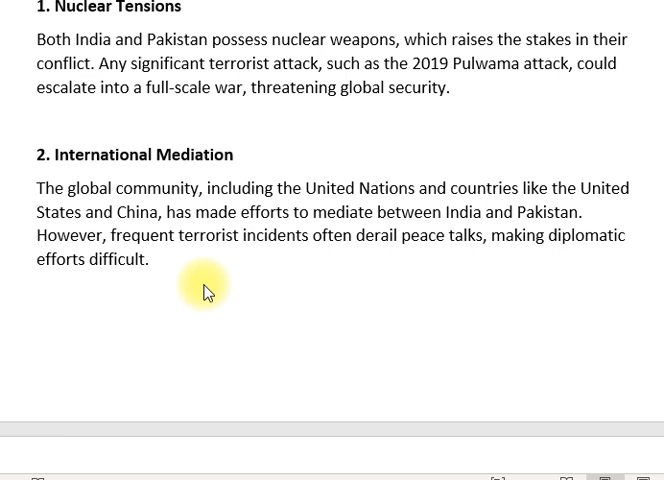 1. Nuclear Tensions
Both India and Pakistan possess nuclear weapons, which raises the stakes in their
conflict. Any significant terrorist attack, such as the 2019 Pulwama attack, could
escalate into a full-scale war, threatening global security.
2. International Mediation
The global community, including the United Nations and countries like the United
States and China, has made efforts to mediate between India and Pakistan.
However, frequent terrorist incidents often derail peace talks, making diplomatic
efforts difficult.